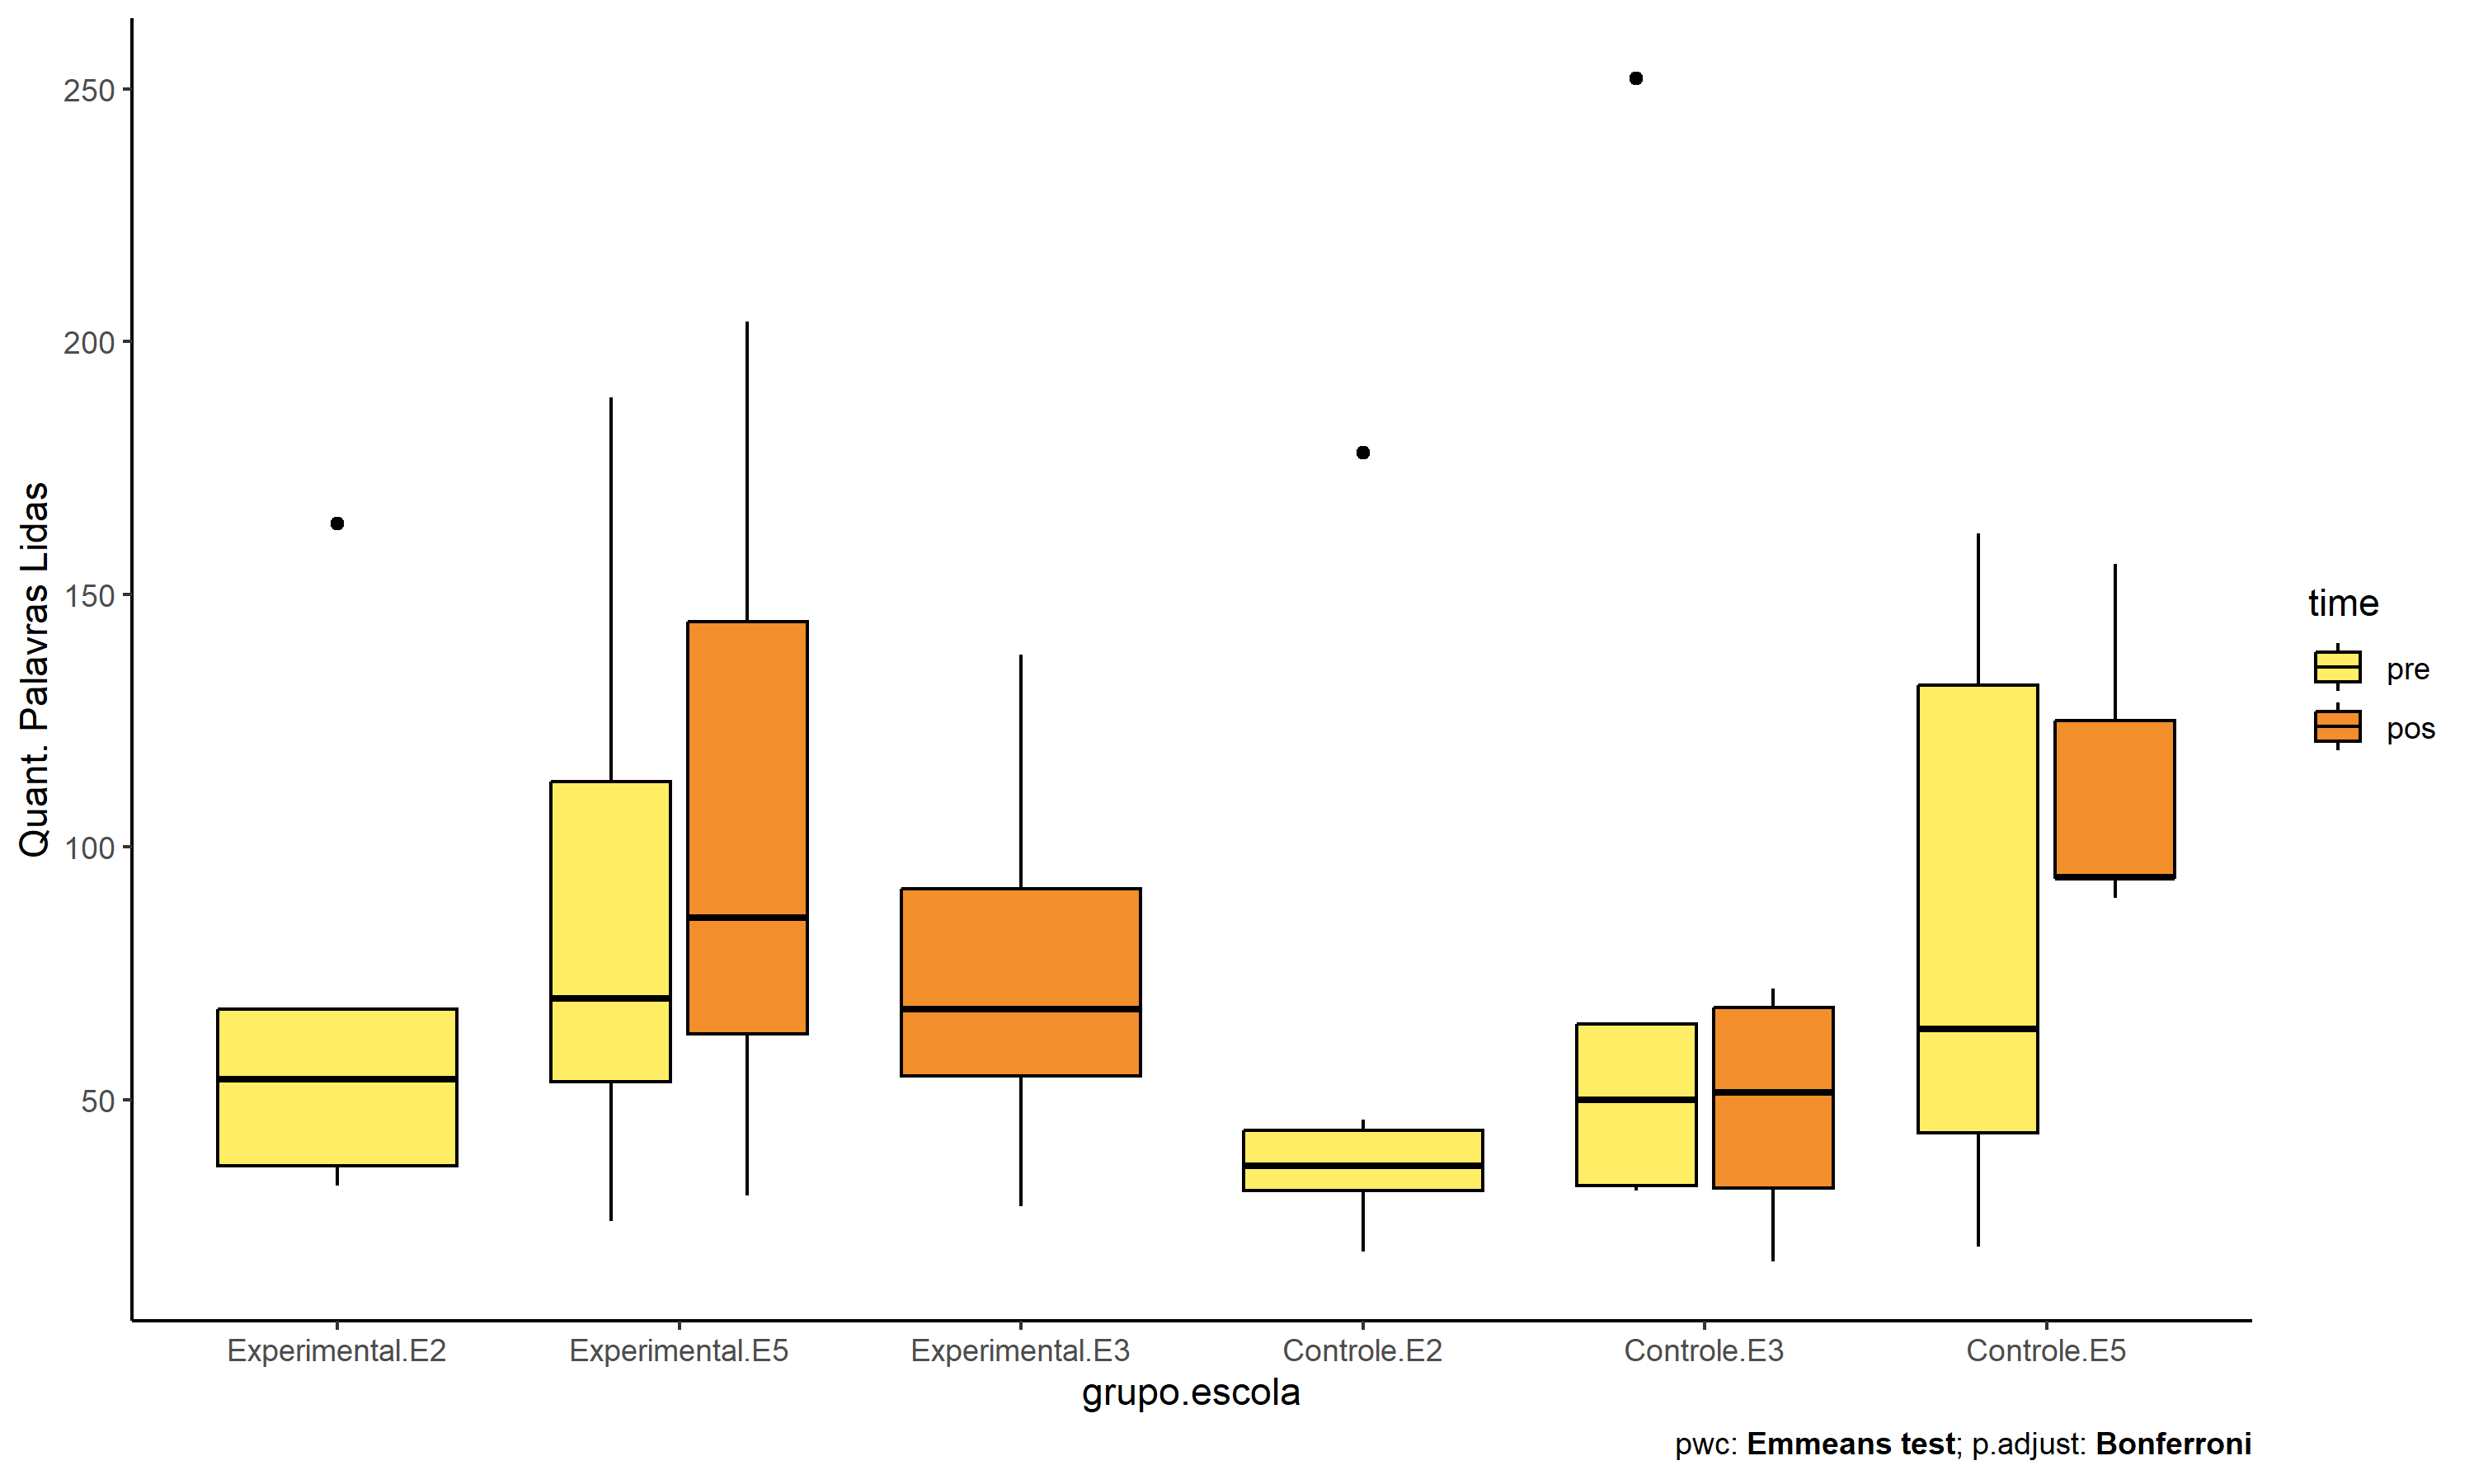 Quant. Palavras Lidas
250
200
150
100
50
Experimental.E2 Experimental.E5 Experimental.E3 Controle.E2 Controle.E3 Controle.E5
grupo.escola
time
pre
pos
pwc: Emmeans test; p.adjust: Bonferroni